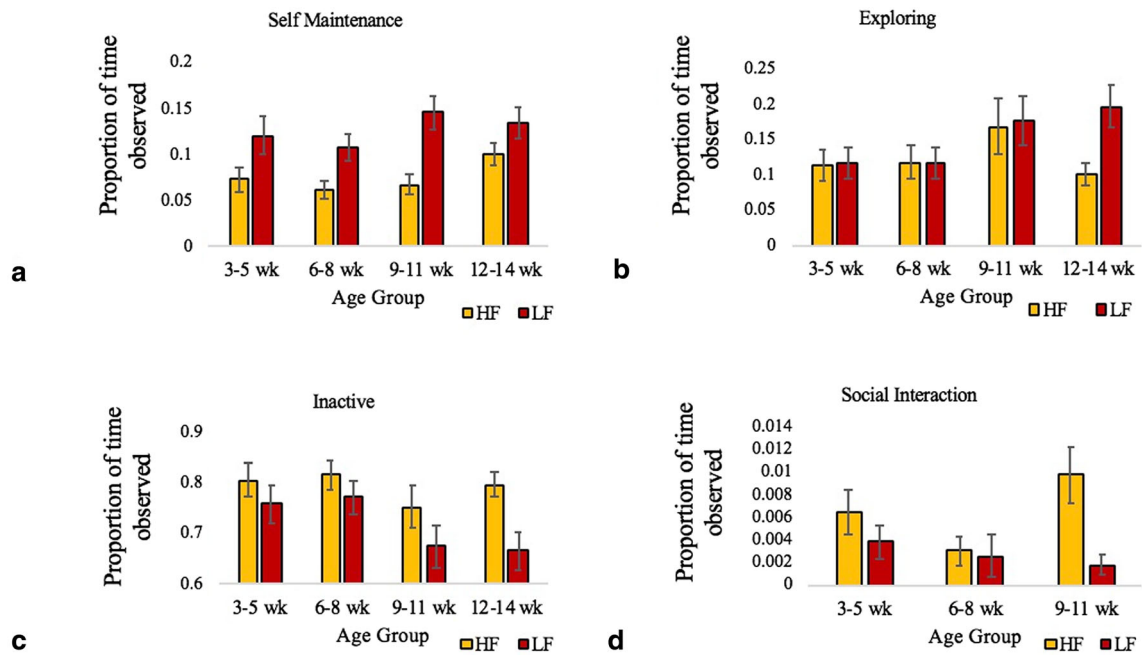 Self Maintenance
Proportion of time
observed
0.2
0.15
0.1
0.05
0
3-5 wk 6-8 wk 9-11 wk 12-14 wk
Age Group
HF LF
a
Exploring
Proportion of time
observed
0.25
0.2
0.15
0.1
0.05
0
3-5 wk 6-8 wk 9-11 wk 12-14 wk
Age Group
HF LF
b
Inactive
Proportion of time
observed
0.9
0.8
0.7
0.6
3-5 wk 6-8 wk 9-11 wk 12-14 wk
Age Group
HF LF
c
Social Interaction
Proportion of time
observed
0.014
0.012
0.01
0.008
0.006
0.004
0.002
0
3-5 wk 6-8 wk 9-11 wk
Age Group
HF LF
d